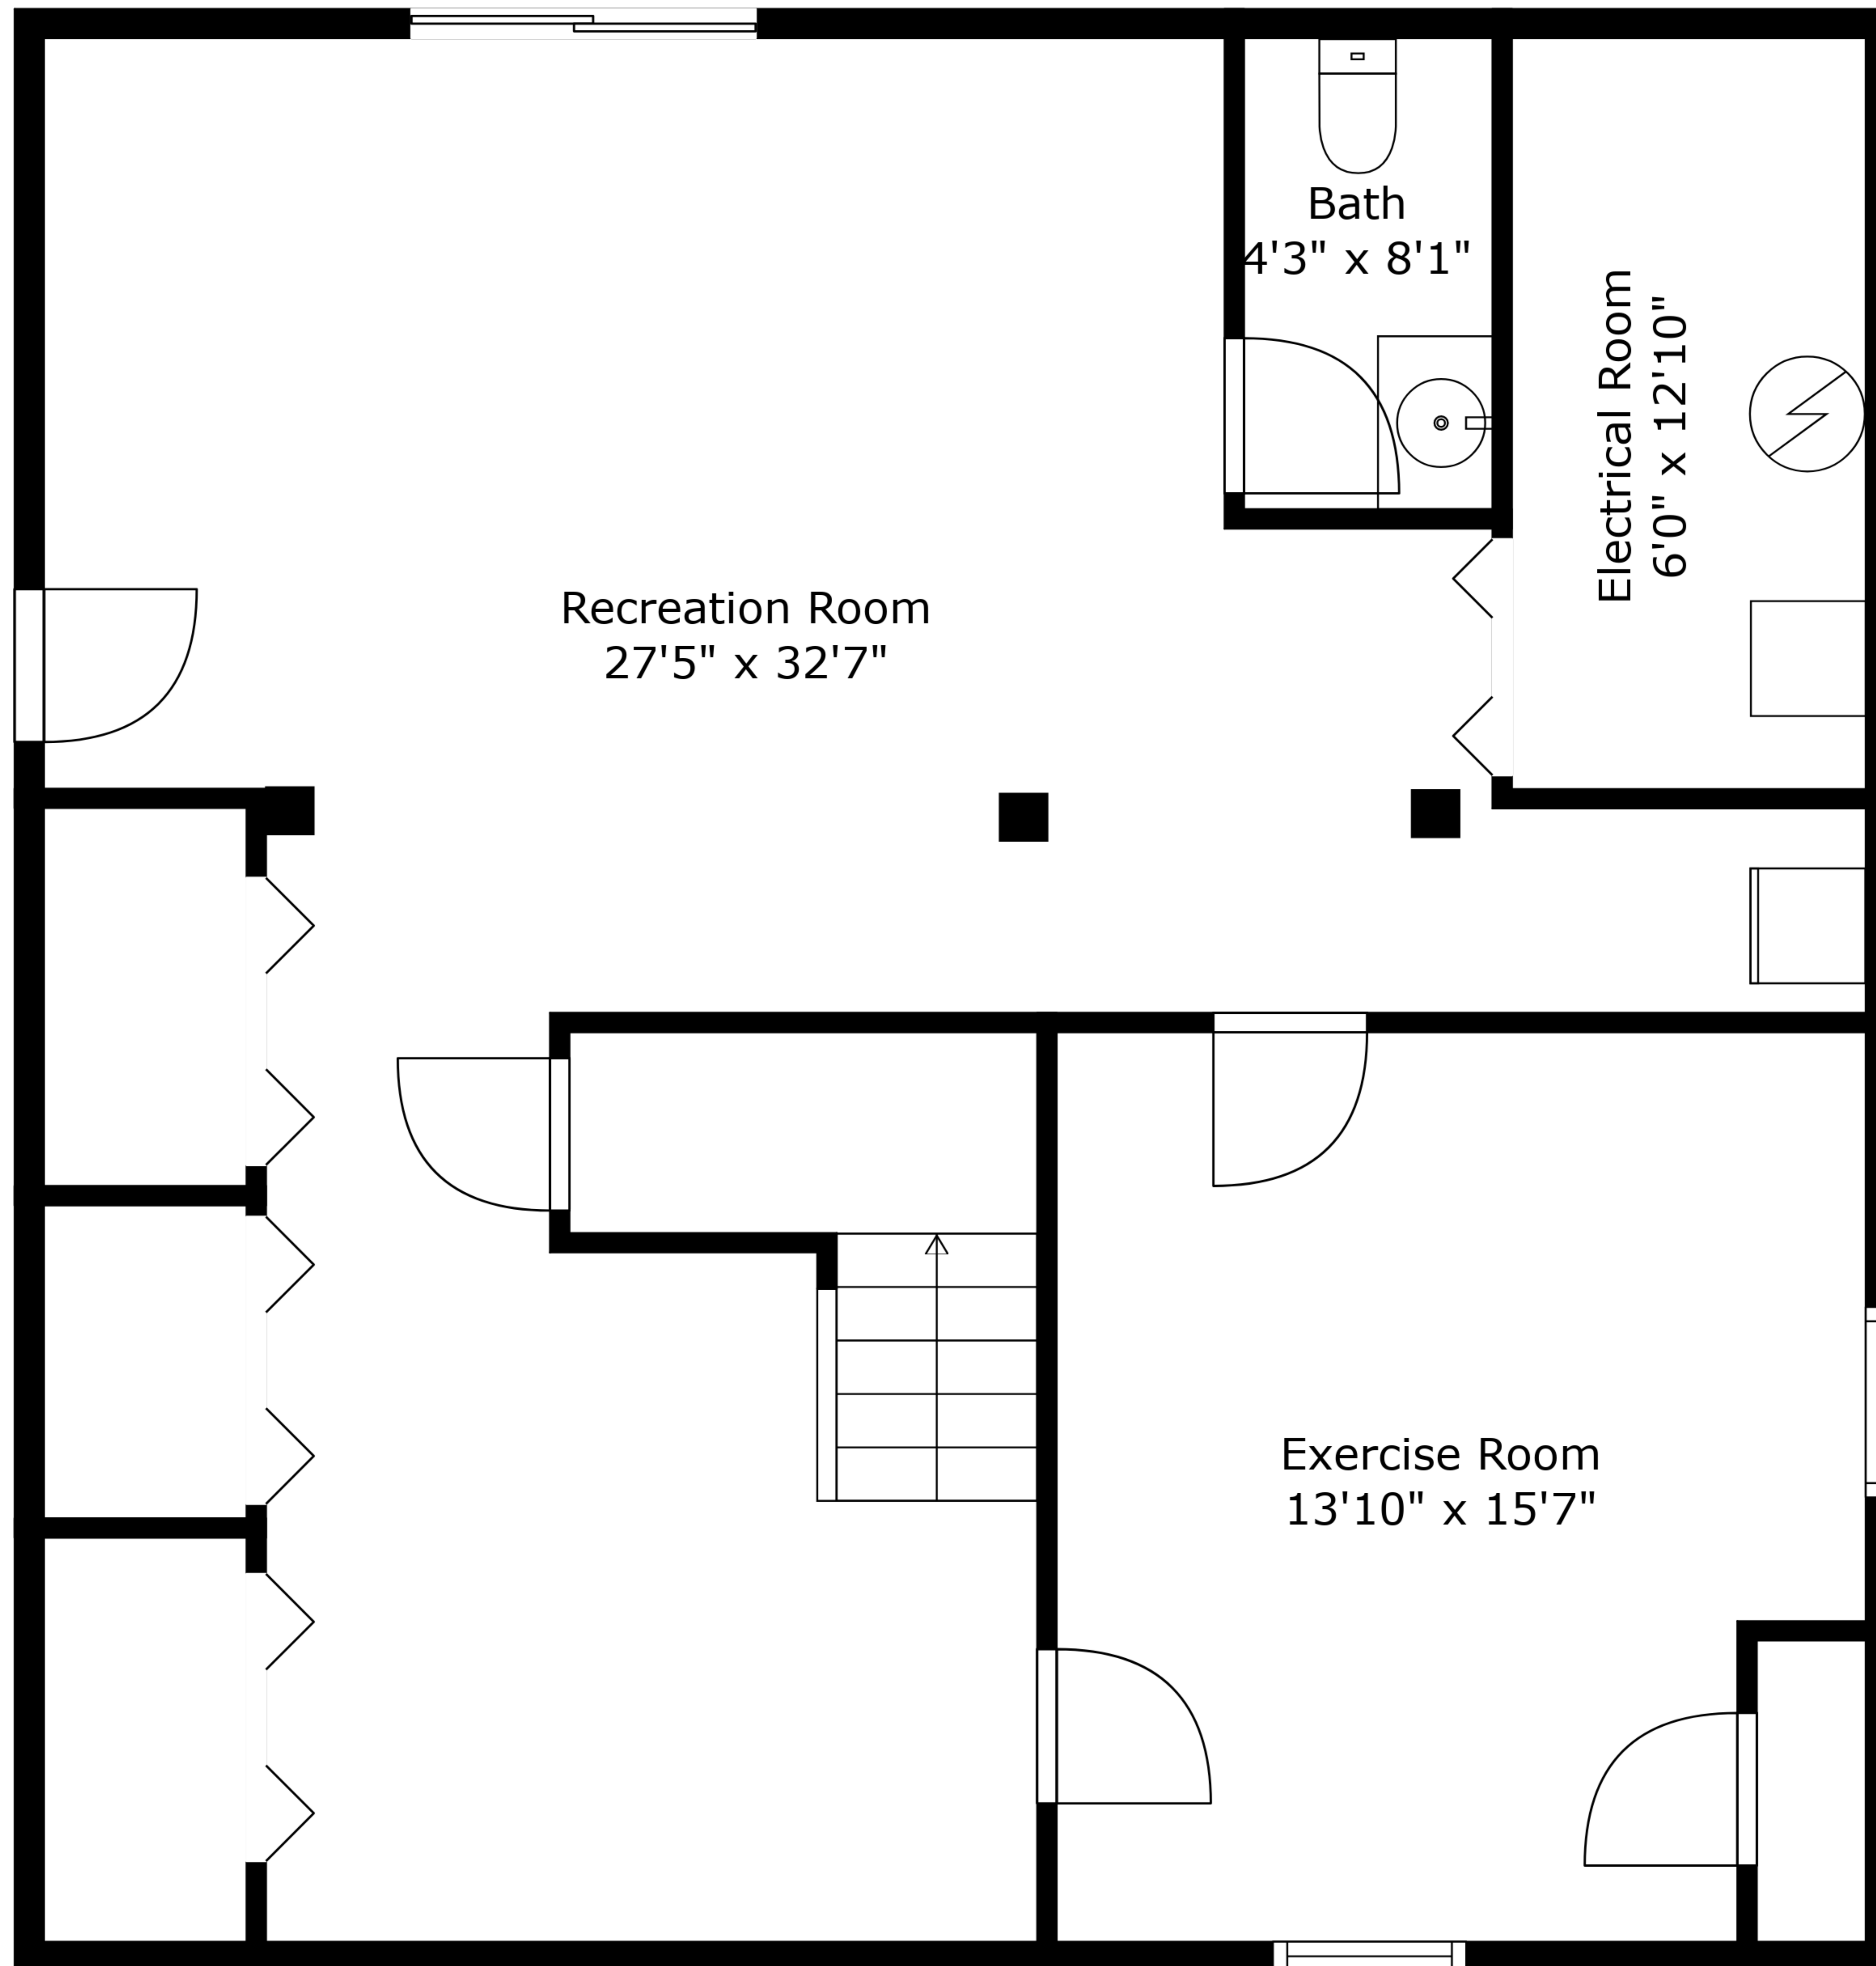 Bath
4'3" x 8'1"
Electrical Room
6'0" x 12'10"
Recreation Room
27'5" x 32'7"
Exercise Room
13'10" x 15'7"